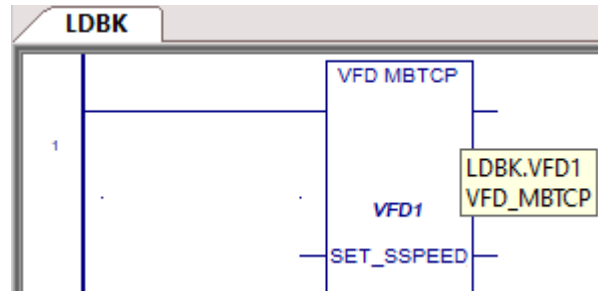 LDBK
VFD MBTCP
1
LDBK.VFD1
VFD_MBTCP
VFD1
SET_SSPEED